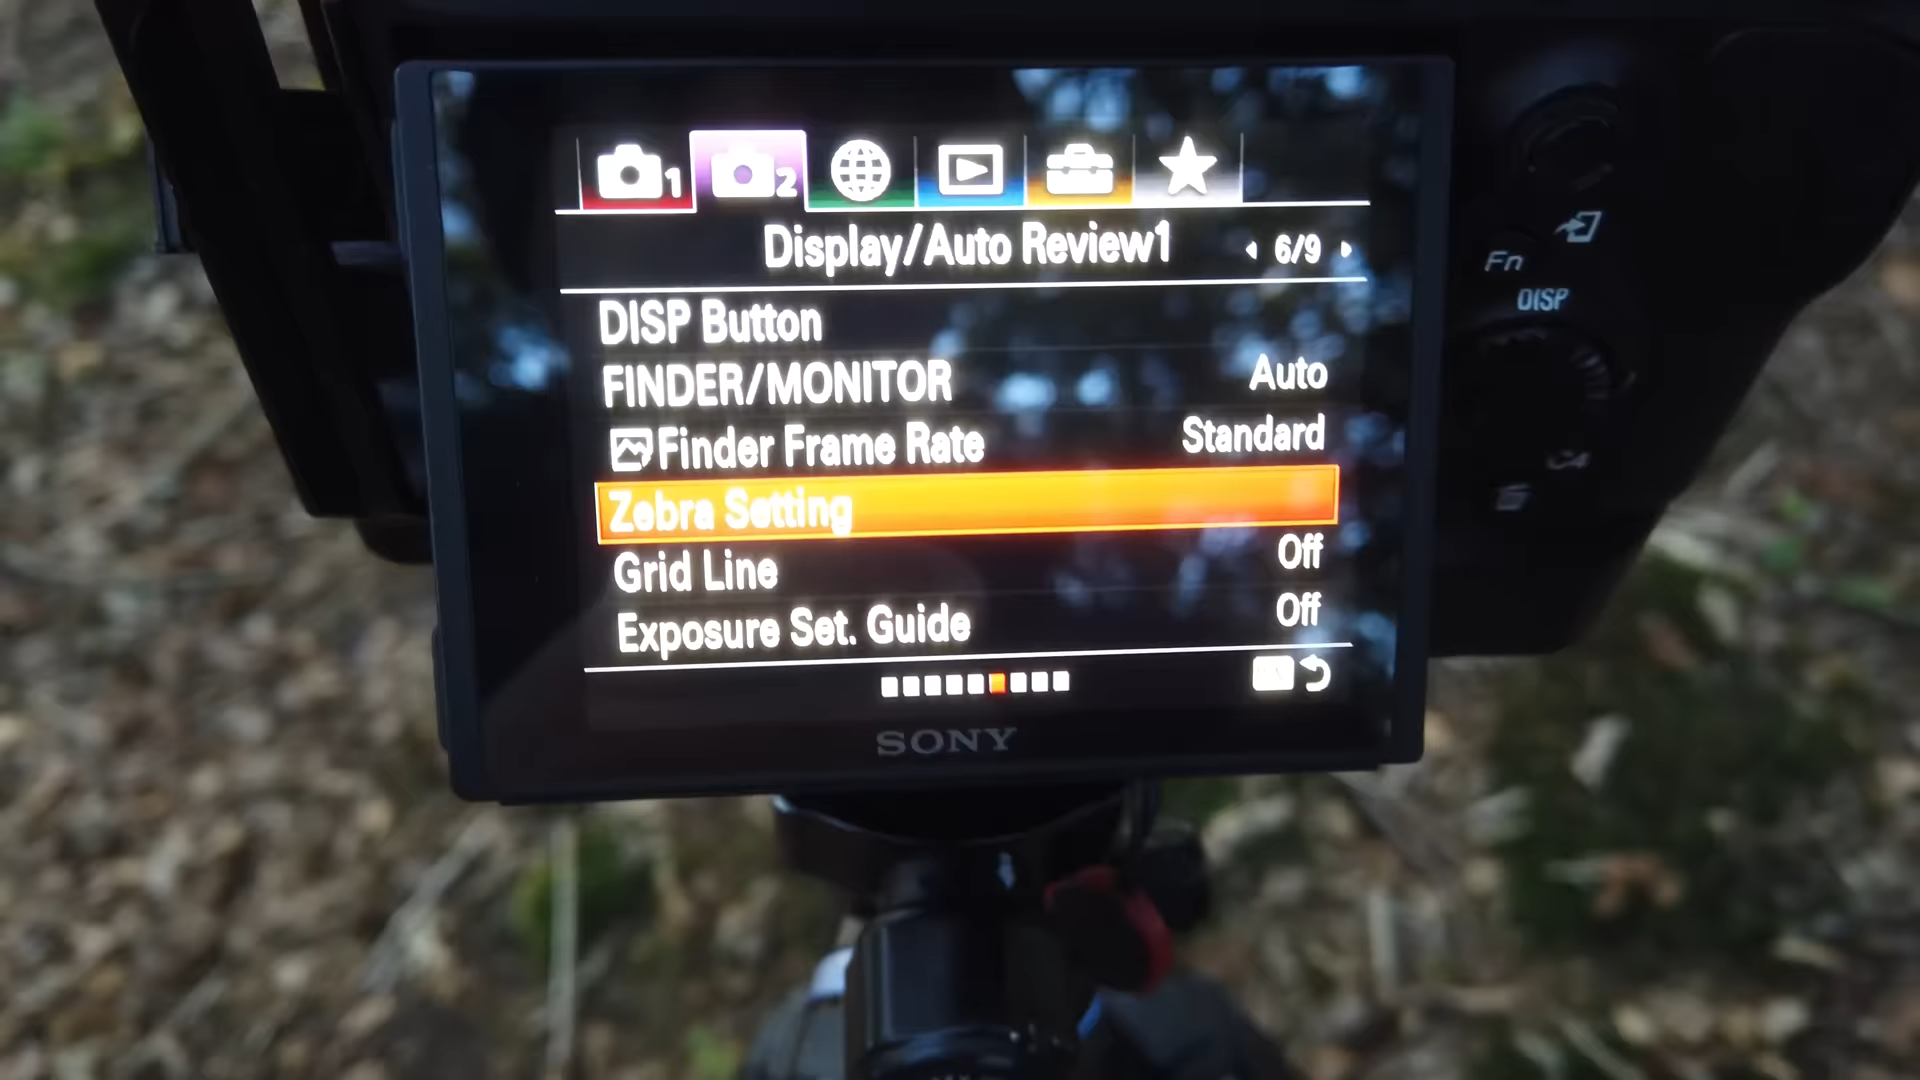 1 2
Display/Auto Review1 6/9
DISP Button
FINDER/MONITOR Auto
Finder Frame Rate Standard
Zebra Setting
Grid Line Off
Exposure Set. Guide Off
SONY
Fn
DISP
C4